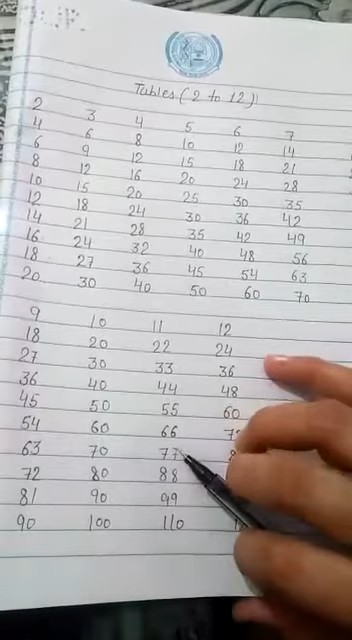 Tables (2 to 12)
2 3 4 5 6 7
4 6 8 10 12 14
6 9 12 15 18 21
8 12 16 20 24 28
10 15 20 25 30 35
12 18 24 30 36 42
14 21 28 35 42 49
16 24 32 40 48 56
18 27 36 45 54 63
20 30 40 50 60 70
9 10 11 12
18 20 22 24
27 30 33 36
36 40 44 48
45 50 55 60
54 60 66
63 70 77
72 80 88
81 90 99
90 100 110